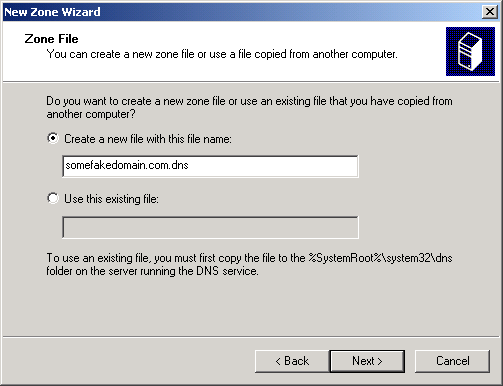 New Zone Wizard
Zone File
You can create a new zone file or use a file copied from another computer.
Do you want to create a new zone file or use an existing file that you have copied from
another computer?
Create a new file with this file name:
somefakedomain.com.dns
Use this existing file:
To use an existing file, you must first copy the file to the %SystemRoot%\system32\dns
folder on the server running the DNS service.
< Back
Next >
Cancel